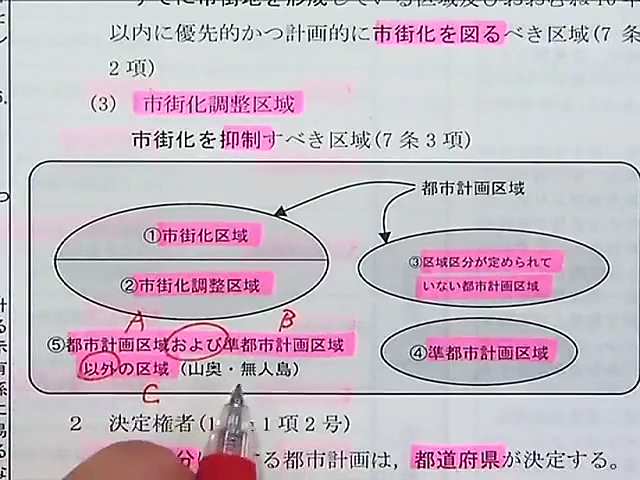 以内に優先的かつ計画的に市街化を図るべき区域(7 条
2 項)
(3) 市街化調整区域
市街化を抑制すべき区域(7 条 3 項)
都市計画区域
①市街化区域
②市街化調整区域
③区域区分が定められて
いない都市計画区域
A B
⑤都市計画区域および準都市計画区域
以外の区域 (山奥・無人島)
C
④準都市計画区域
2 決定権者(1 1 項 2 号)
分 る都市計画は，都道府県が決定する。